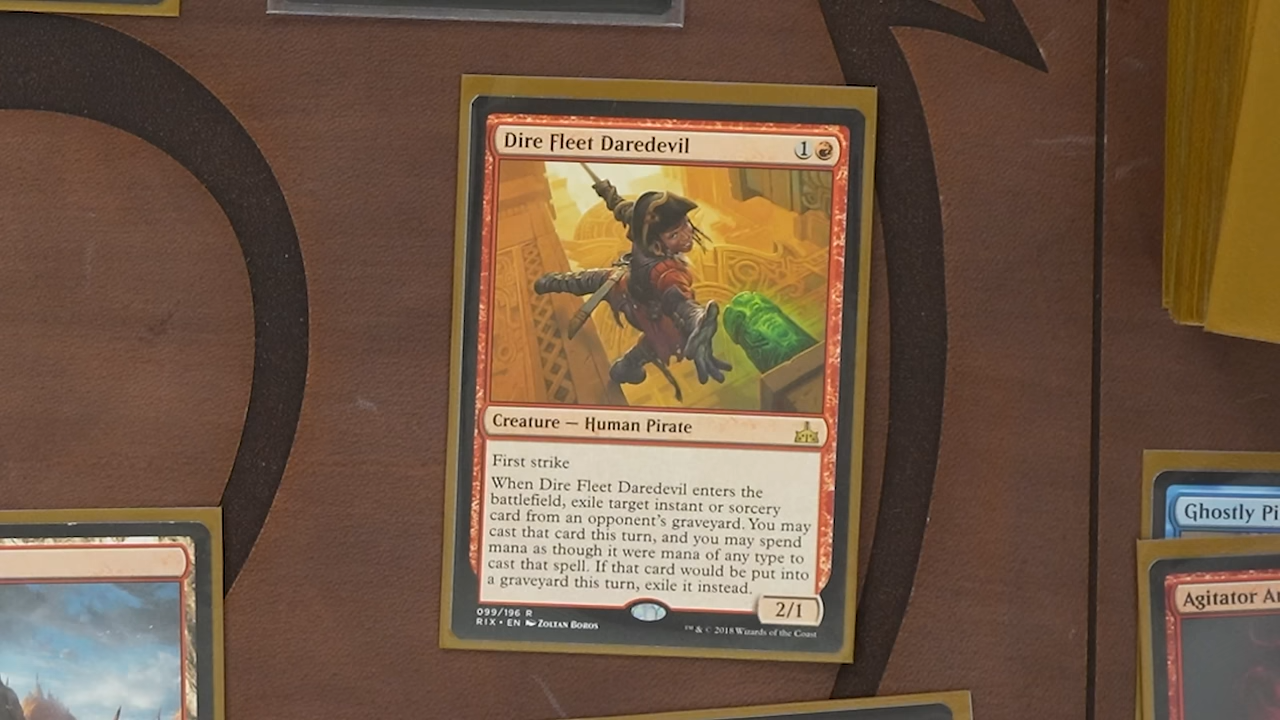 Dire Fleet Daredevil
1
Creature — Human Pirate
First strike
When Dire Fleet Daredevil enters the
battlefield, exile target instant or sorcery
card from an opponent's graveyard. You may
cast that card this turn, and you may spend
mana as though it were mana of any type to
cast that spell. If that card would be put into
a graveyard this turn, exile it instead.
2/1
099/196 R
RIX • EN Zoltan Boros
™ & © 2018 Wizards of the Coast
Ghostly Pi
Agitator